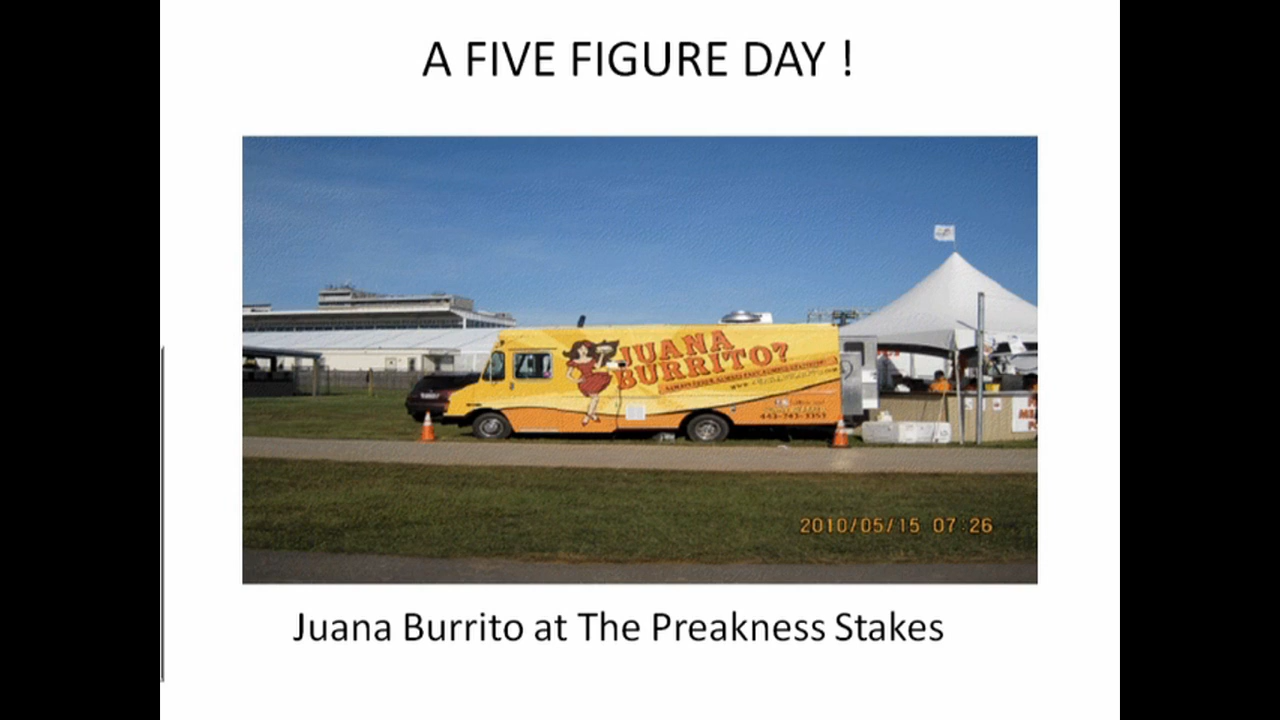 A FIVE FIGURE DAY !
JUANA
BURRITO?
2010/05/15 07:26
Juana Burrito at The Preakness Stakes